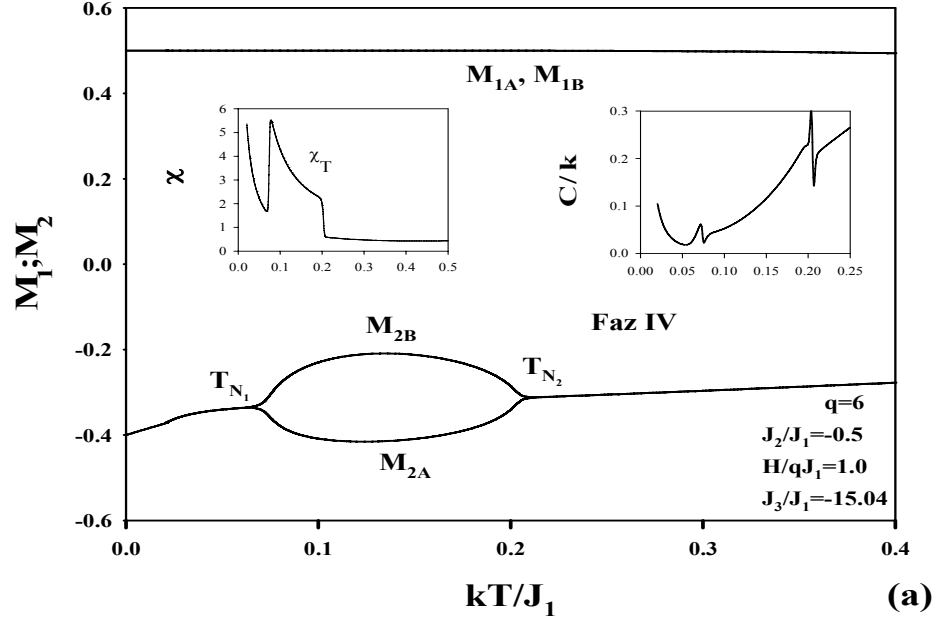 0.6
0.4
0.2
0.0
-0.2
-0.4
-0.6
M₁;M₂
M₁A, M₁B
6
5
4
3
2
1
0
χ
χT
0.0 0.1 0.2 0.3 0.4 0.5
0.3
0.2
0.1
0.0
C/k
0.00 0.05 0.10 0.15 0.20 0.25
Faz IV
M₂B
TN₁
TN₂
M₂A
q=6
J₂/J₁=-0.5
H/qJ₁=1.0
J₃/J₁=-15.04
0.0 0.1 0.2 0.3 0.4
kT/J₁
(a)